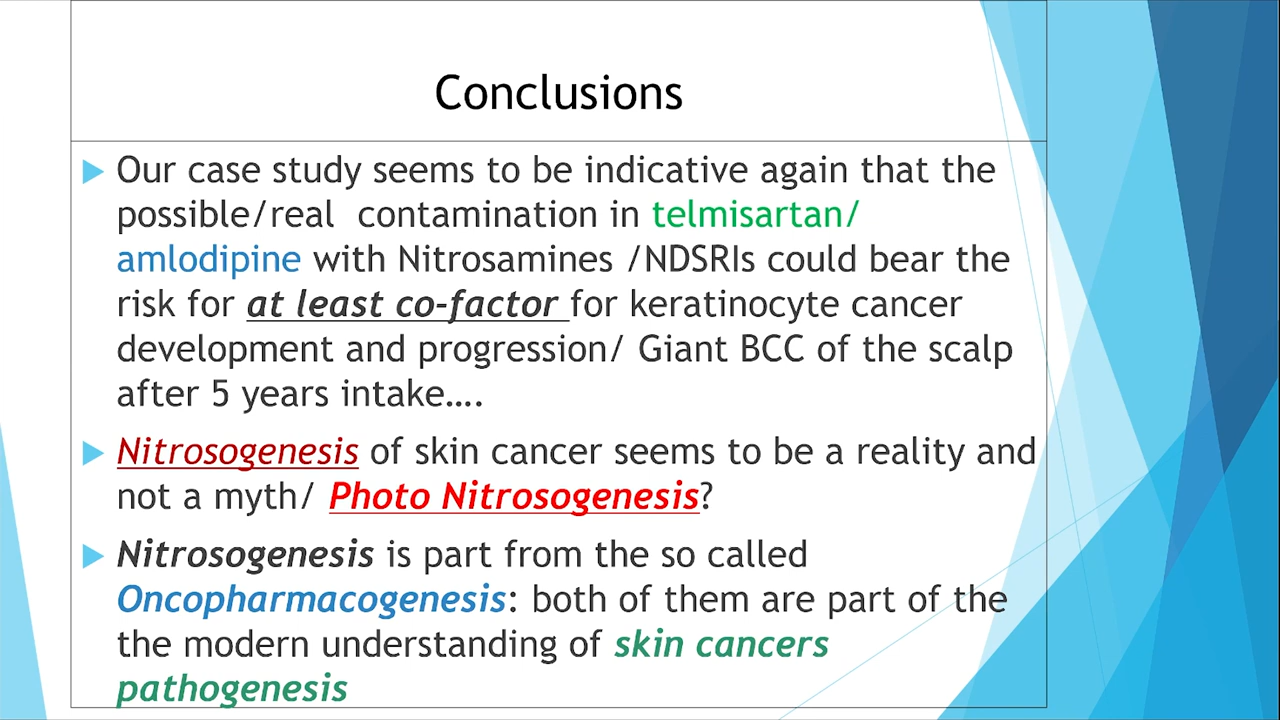 Conclusions
Our case study seems to be indicative again that the
possible/real contamination in telmisartan/
amlodipine with Nitrosamines /NDSRIs could bear the
risk for at least co-factor for keratinocyte cancer
development and progression/ Giant BCC of the scalp
after 5 years intake....
Nitrosogenesis of skin cancer seems to be a reality and
not a myth/ Photo Nitrosogenesis?
Nitrosogenesis is part from the so called
Oncopharmacogenesis: both of them are part of the
the modern understanding of skin cancers
pathogenesis